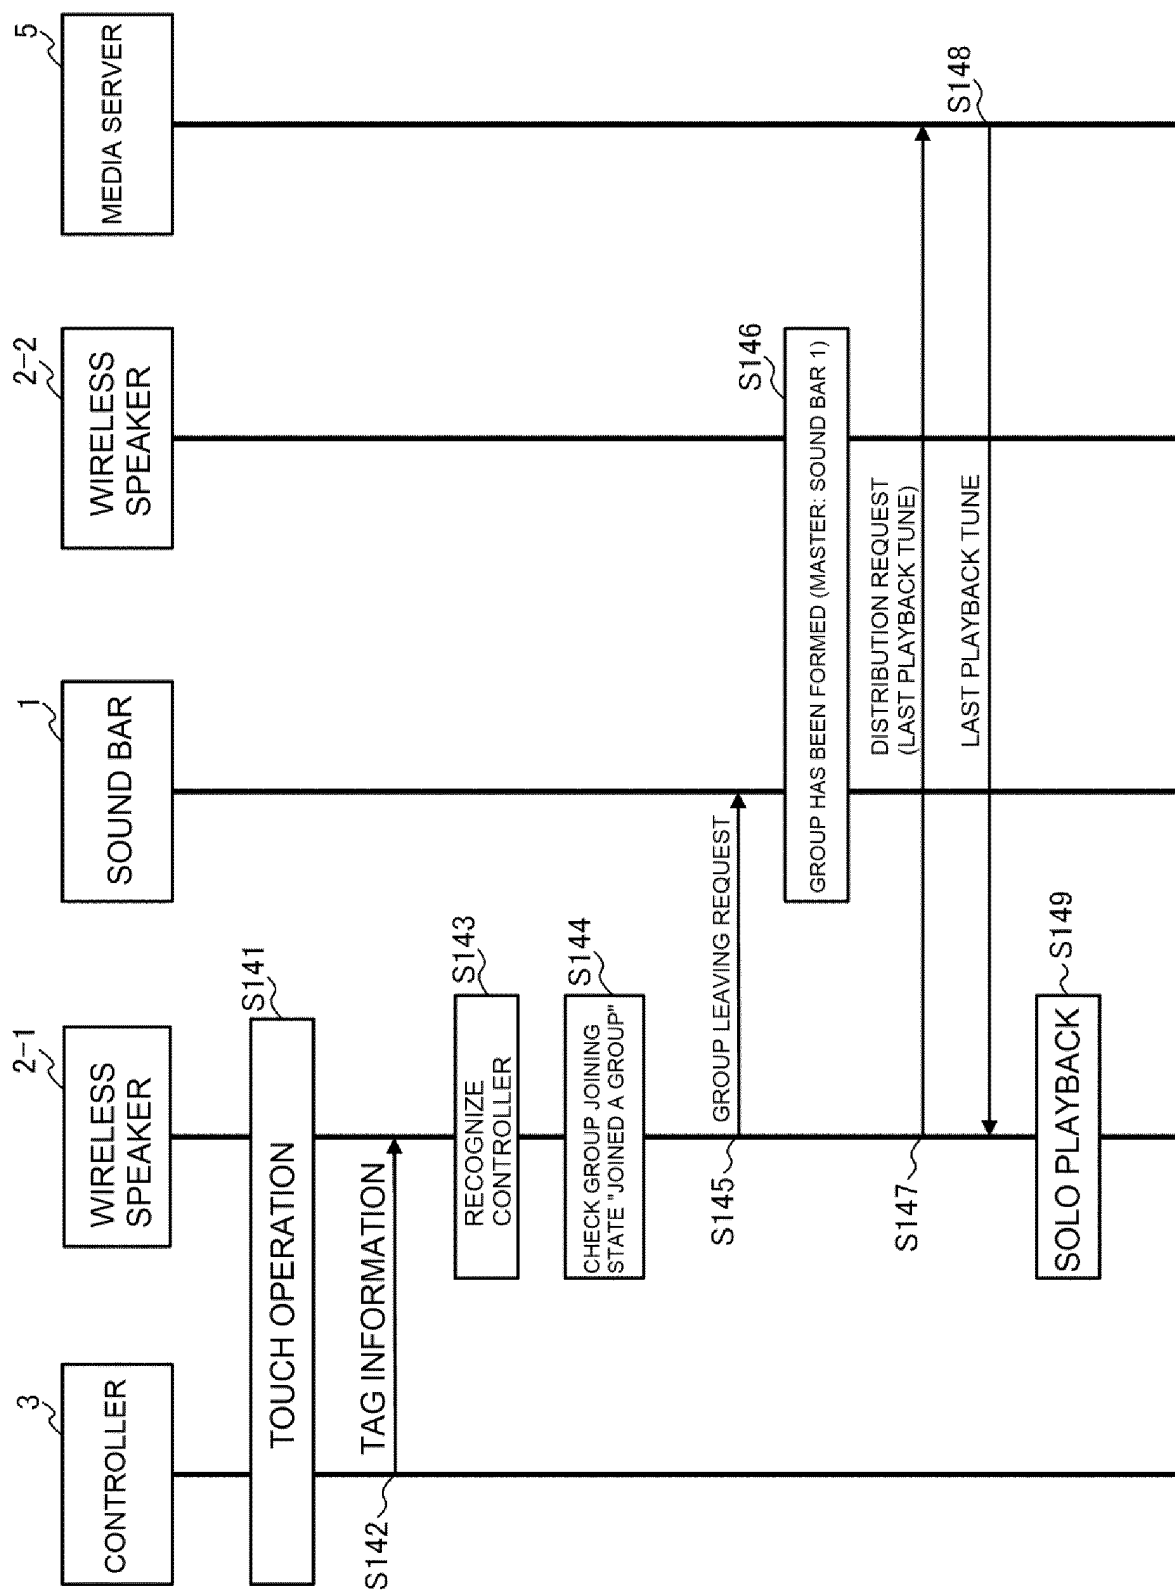 3
CONTROLLER
2-1
WIRELESS
SPEAKER
1
SOUND BAR
2-2
WIRELESS
SPEAKER
5
MEDIA SERVER
TOUCH OPERATION
S141
S142
TAG INFORMATION
RECOGNIZE
CONTROLLER
S143
CHECK GROUP JOINING
STATE "JOINED A GROUP"
S144
S145
GROUP LEAVING REQUEST
GROUP HAS BEEN FORMED (MASTER: SOUND BAR 1)
S146
S147
DISTRIBUTION REQUEST
(LAST PLAYBACK TUNE)
LAST PLAYBACK TUNE
S148
SOLO PLAYBACK
S149